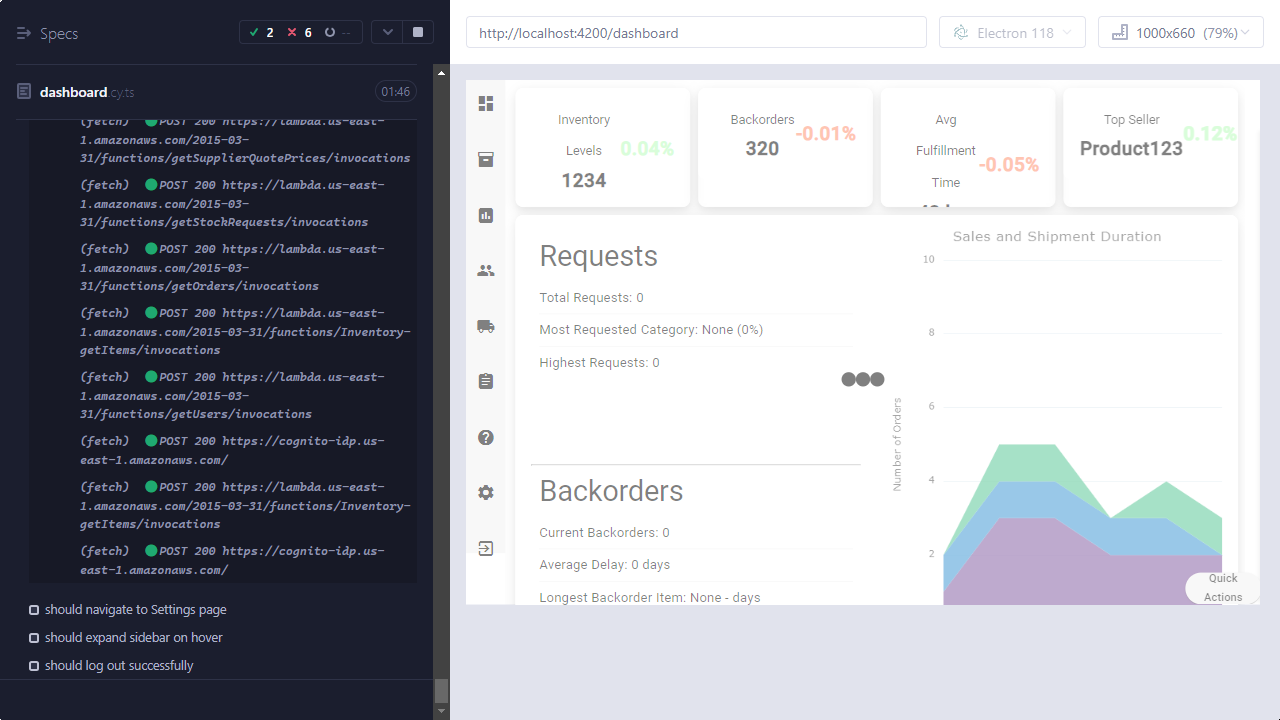 Specs
2
6
--
dashboard.cy.ts
01:46
(fetch) POST 200 https://lambda.us-east-
1.amazonaws.com/2015-03-
31/functions/getSupplierQuotePrices/invocations
(fetch) POST 200 https://lambda.us-east-
1.amazonaws.com/2015-03-
31/functions/getStockRequests/invocations
(fetch) POST 200 https://lambda.us-east-
1.amazonaws.com/2015-03-
31/functions/getOrders/invocations
(fetch) POST 200 https://lambda.us-east-
1.amazonaws.com/2015-03-31/functions/Inventory-
getItems/invocations
(fetch) POST 200 https://lambda.us-east-
1.amazonaws.com/2015-03-
31/functions/getUsers/invocations
(fetch) POST 200 https://cognito-idp.us-
east-1.amazonaws.com/
(fetch) POST 200 https://lambda.us-east-
1.amazonaws.com/2015-03-31/functions/Inventory-
getItems/invocations
(fetch) POST 200 https://cognito-idp.us-
east-1.amazonaws.com/
should navigate to Settings page
should expand sidebar on hover
should log out successfully
http://localhost:4200/dashboard
Electron 118
1000x660 (79%)
Inventory
Levels
1234
0.04%
Backorders
320
-0.01%
Avg
Fulfillment
Time
-0.05%
Top Seller
Product123
0.12%
Requests
Total Requests: 0
Most Requested Category: None (0%)
Highest Requests: 0
Backorders
Current Backorders: 0
Average Delay: 0 days
Longest Backorder Item: None - days
Sales and Shipment Duration
10
8
6
4
2
Number of Orders
Quick
Actions